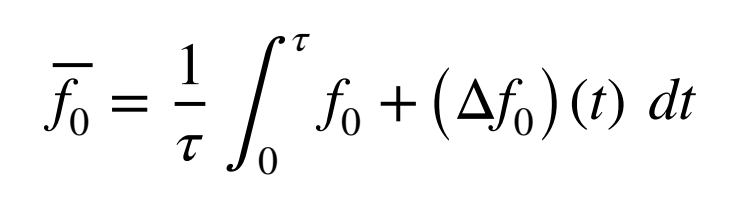 $\overline{f_0} = \frac{1}{\tau} \int_0^{\tau} f_0 + (\Delta f_0)(t) \ dt$